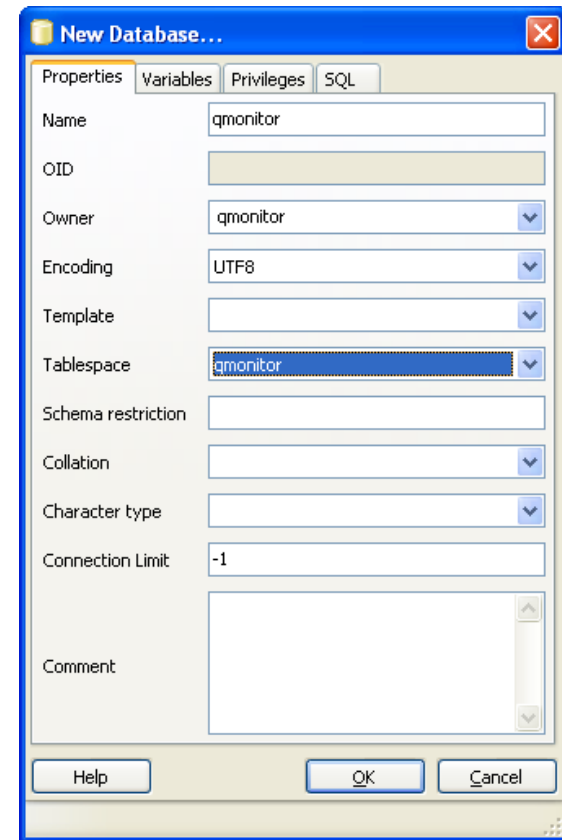 New Database...
Properties Variables Privileges SQL
Name qmonitor
OID
Owner qmonitor
Encoding UTF8
Template
Tablespace qmonitor
Schema restriction
Collation
Character type
Connection Limit -1
Comment
Help OK Cancel